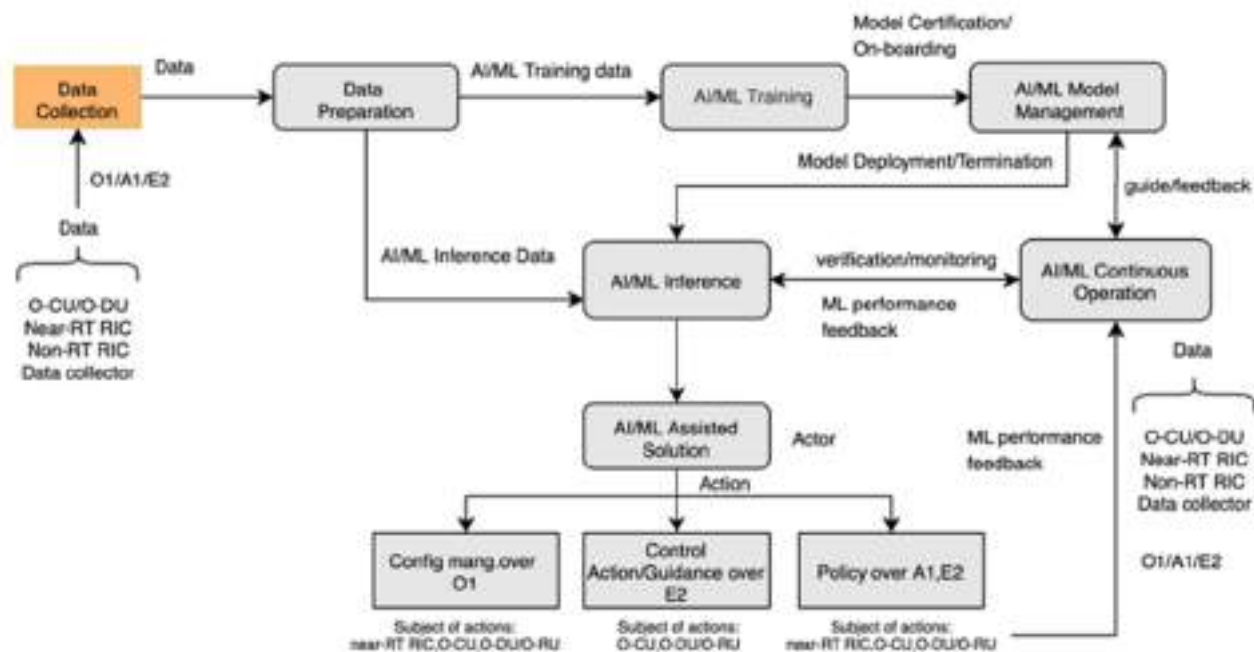 Model Certification/
On-boarding
Data
AI/ML Training data
Data
Collection
Data
Preparation
AI/ML Training
AI/ML Model
Management
O1/A1/E2
Model Deployment/Termination
guide/feedback
Data
AI/ML Inference Data
AI/ML Inference
verification/monitoring
AI/ML Continuous
Operation
ML performance
feedback
O-CU/O-DU
Near-RT RIC
Non-RT RIC
Data collector
Data
AI/ML Assisted
Solution
Actor
ML performance
feedback
O-CU/O-DU
Near-RT RIC
Non-RT RIC
Data collector
Action
Config mang.over
O1
Control
Action/Guidance over
E2
Policy over A1,E2
O1/A1/E2
Subject of actions:
near-RT RIC,O-CU,O-DU/O-RU
Subject of actions:
O-CU,O-DU/O-RU
Subject of actions:
near-RT RIC,O-CU,O-DU/O-RU